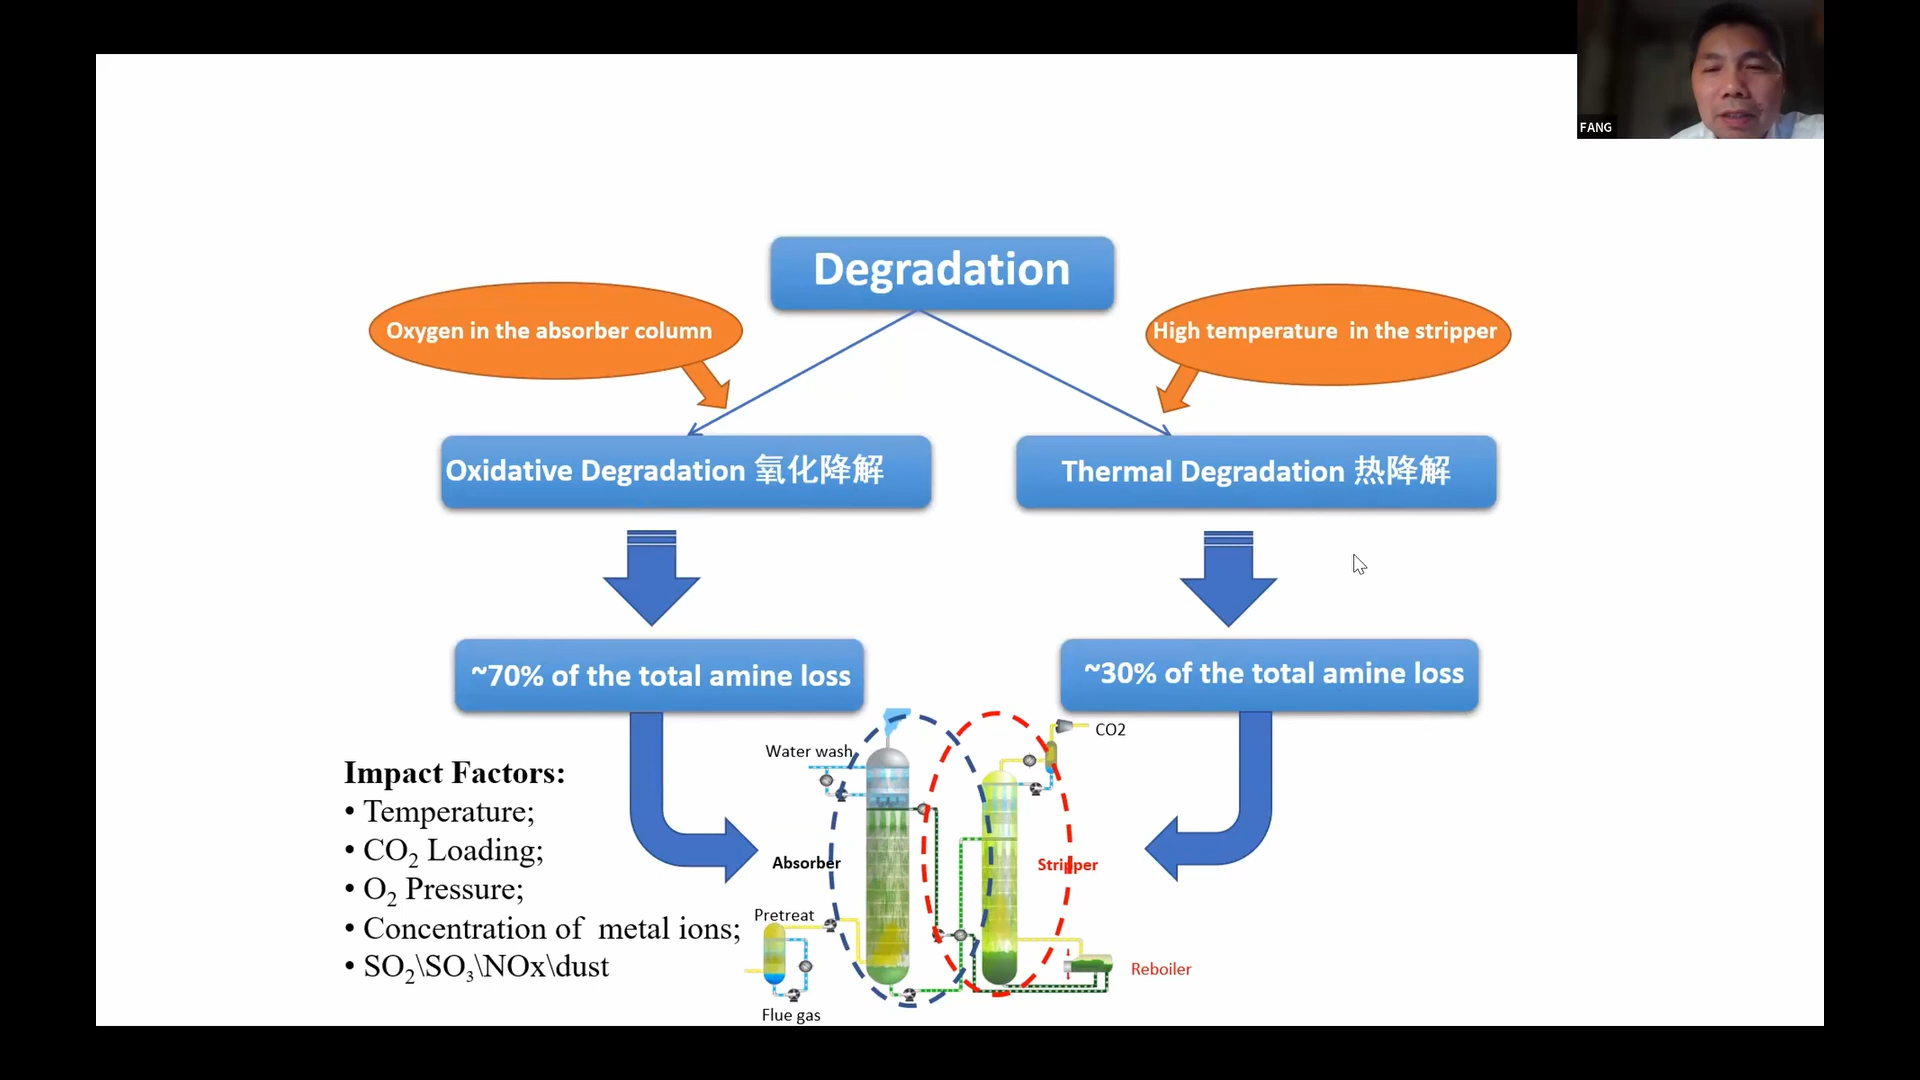 FANG
Degradation
Oxygen in the absorber column
High temperature in the stripper
Oxidative Degradation 氧化降解
Thermal Degradation 热降解
~70% of the total amine loss
~30% of the total amine loss
Impact Factors:
• Temperature;
• CO₂ Loading;
• O₂ Pressure;
• Concentration of metal ions;
• SO₂\SO₃\NOx\dust
Water wash
CO2
Absorber
Stripper
Pretreat
Reboiler
Flue gas